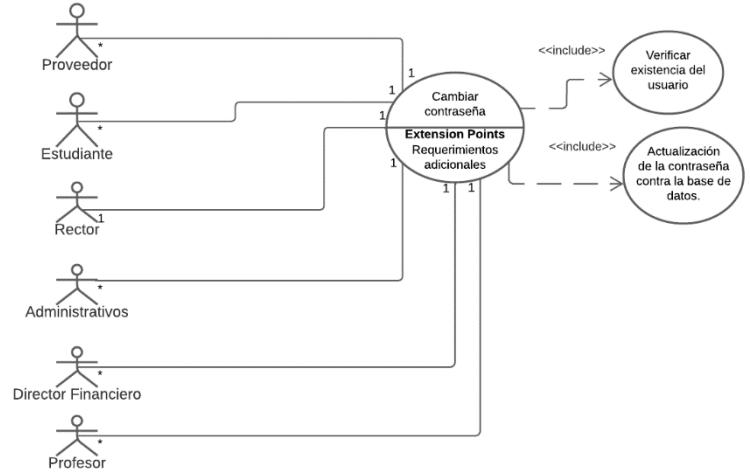 Proveedor
*
Estudiante
*
Rector
1
Administrativos
*
Director Financiero
*
Profesor
*
1
1
1
1
1
1
Cambiar
contraseña
Extension Points
Requerimientos
adicionales
<<include>>
Verificar
existencia del
usuario
<<include>>
Actualización
de la contraseña
contra la base de
datos.